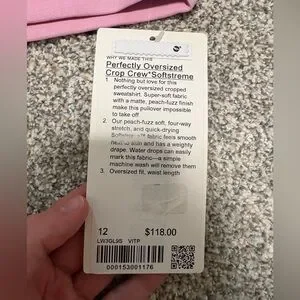 WHY WE MADE THIS
Perfectly Oversized
Crop Crew*Softstreme
1. Nothing but love for this
perfectly oversized cropped
sweatshirt. Super-soft fabric
with a matte, peach-fuzz finish
make this pullover impossible
to take off
2. Our peach-fuzz soft, four-way
stretch, and quick-drying
fabric feels smooth
next to skin and has a weighty
drape. Water drops can easily
mark this fabric—a simple
machine wash will remove them
3. Oversized fit, waist length
12 $118.00
LW3GL9S VITP
000153001176